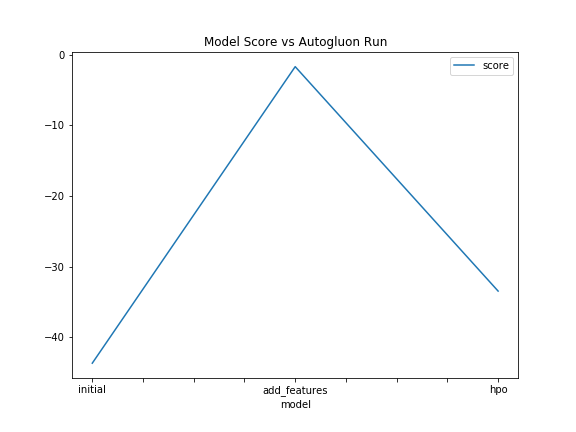 Model Score vs Autogluon Run
score
0
−10
−20
−30
−40
initial
add_features
hpo
model